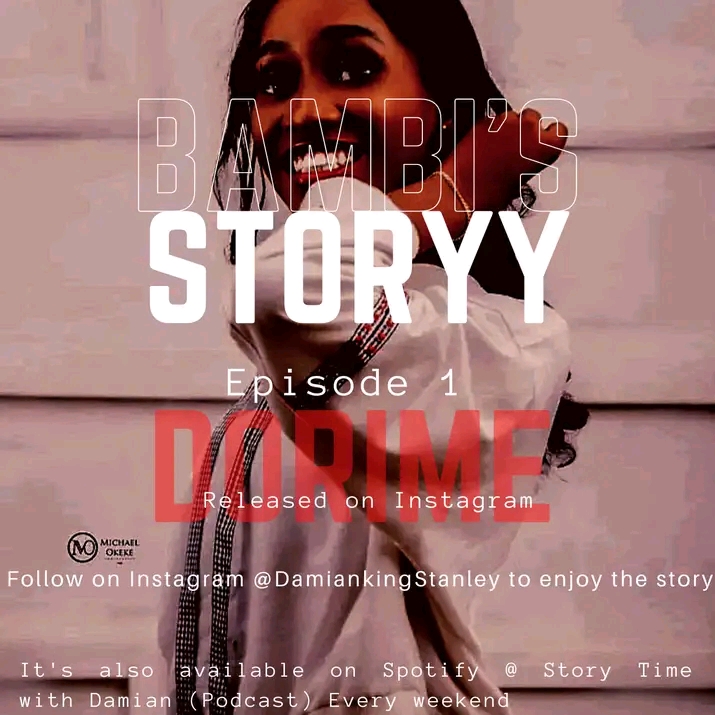 BAMBI'S
STORYY
Episode 1
DORIME
Released on Instagram
MICHAEL
OKEKE
Follow on Instagram @DamiankingStanley to enjoy the story
It's also available on Spotify @ Story Time
with Damian (Podcast) Every weekend